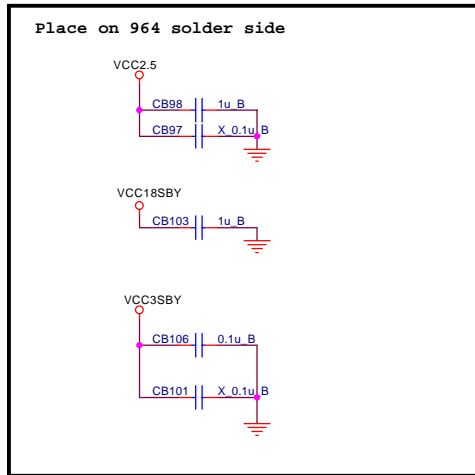 Place on 964 solder side
VCC2.5
CB98 1u_B
CB97 X_0.1u_B
VCC18SBY
CB103 1u_B
VCC3SBY
CB106 0.1u_B
CB101 X_0.1u_B